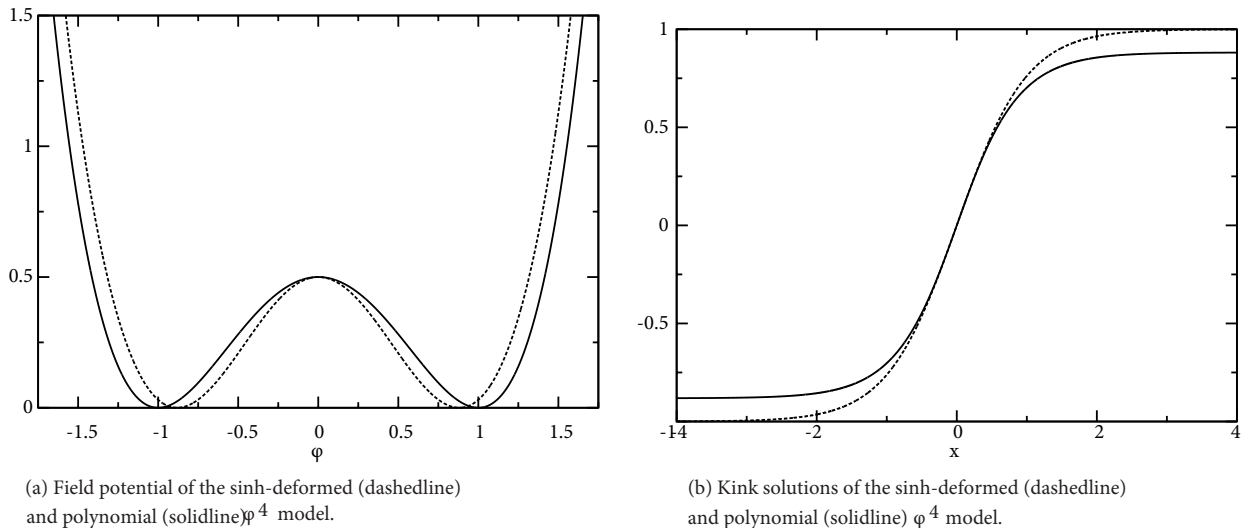 1.5
1
0.5
0
-1.5 -1 -0.5 0 0.5 1 1.5
φ
(a) Field potential of the sinh-deformed (dashedline)
and polynomial (solidline)φ4 model.
1
0.5
0
-0.5
-14 -2 0 2 4
x
(b) Kink solutions of the sinh-deformed (dashedline)
and polynomial (solidline) φ4 model.